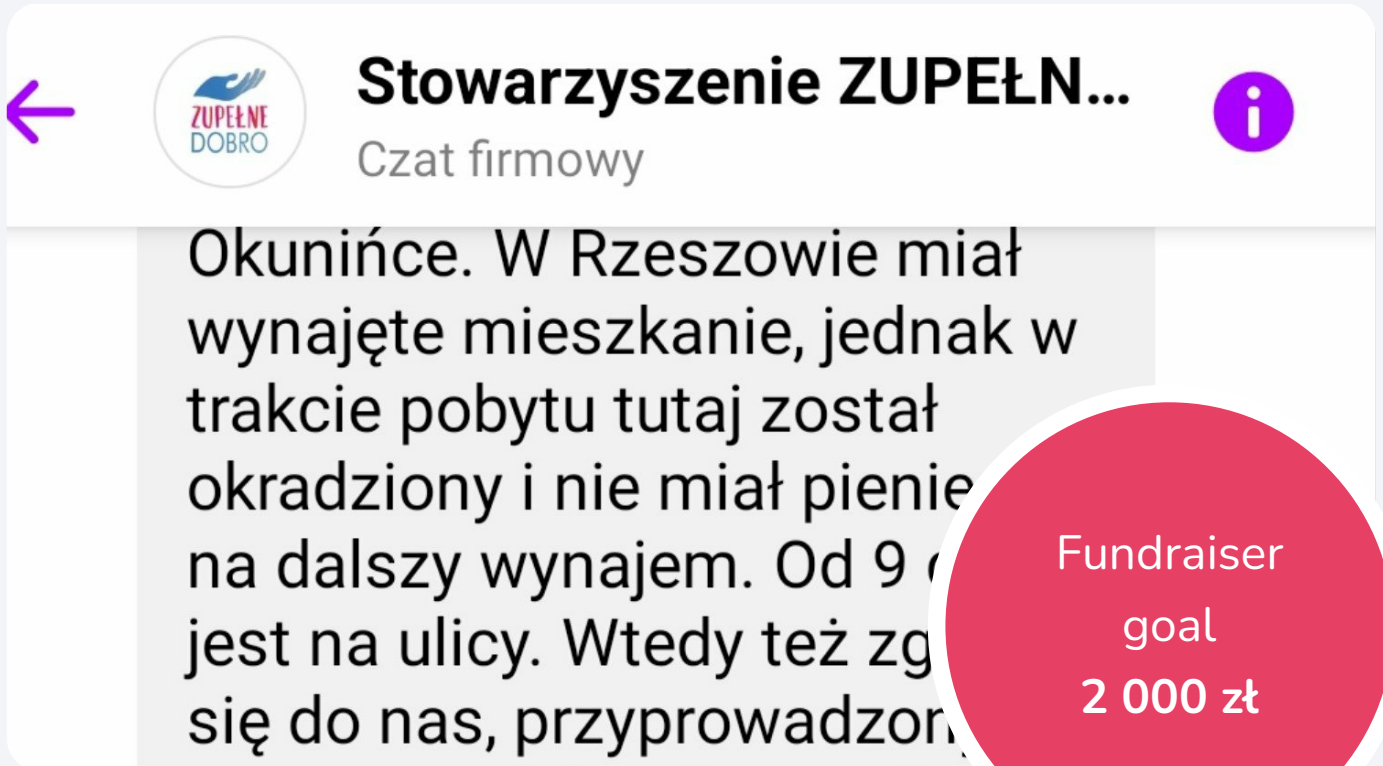 ZUPEŁNE
DOBRO
Stowarzyszenie ZUPEŁN...
Czat firmowy
Okunińce. W Rzeszowie miał
wynajęte mieszkanie, jednak w
trakcie pobytu tutaj został
okradziony i nie miał pienię
na dalszy wynajem. Od 9
jest na ulicy. Wtedy też zg
się do nas, przyprowadzon
Fundraiser
goal
2 000 zł